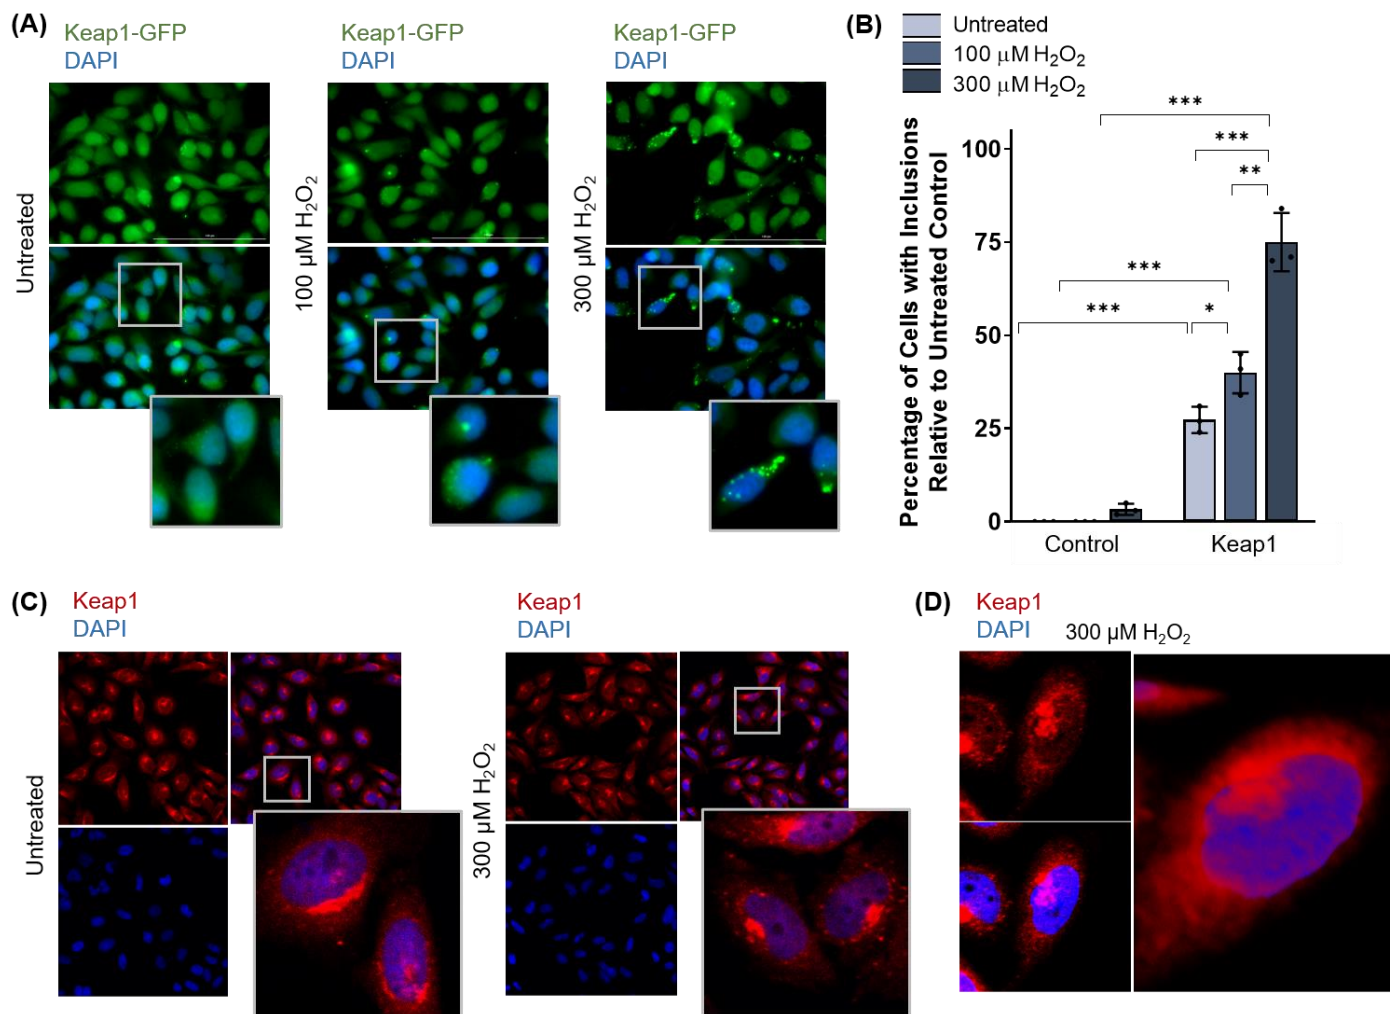 (A)
Keap1-GFP
DAPI
Keap1-GFP
DAPI
Keap1-GFP
DAPI
Untreated
100 µM H₂O₂
300 µM H₂O₂
(B)
Untreated
100 µM H₂O₂
300 µM H₂O₂
Percentage of Cells with Inclusions
Relative to Untreated Control
100
75
50
25
0
***
***
**
***
***
*
Control
Keap1
(C)
Keap1
DAPI
Keap1
DAPI
Untreated
300 µM H₂O₂
(D)
Keap1
DAPI
300 µM H₂O₂